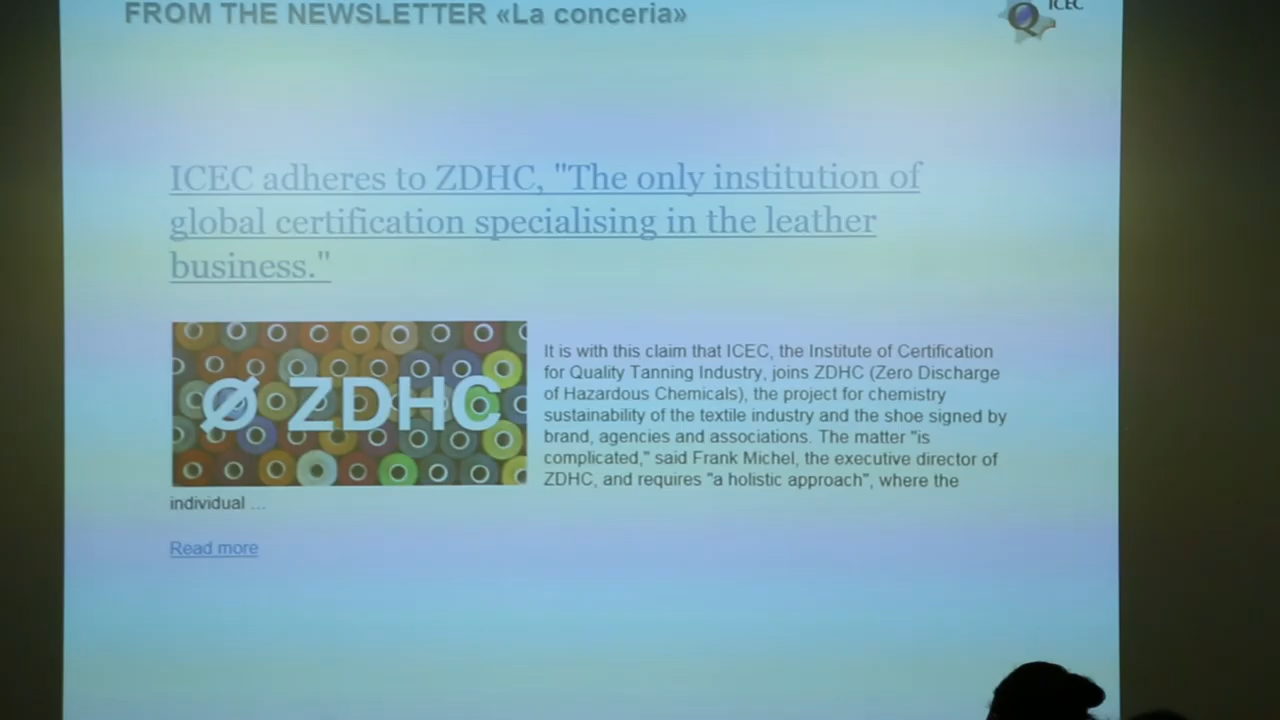 FROM THE NEWSLETTER «La conceria»
Q ICEC
ICEC adheres to ZDHC, "The only institution of
global certification specialising in the leather
business."
Ø ZDHC
It is with this claim that ICEC, the Institute of Certification
for Quality Tanning Industry, joins ZDHC (Zero Discharge
of Hazardous Chemicals), the project for chemistry
sustainability of the textile industry and the shoe signed by
brand, agencies and associations. The matter "is
complicated," said Frank Michel, the executive director of
ZDHC, and requires "a holistic approach", where the
individual ...
Read more